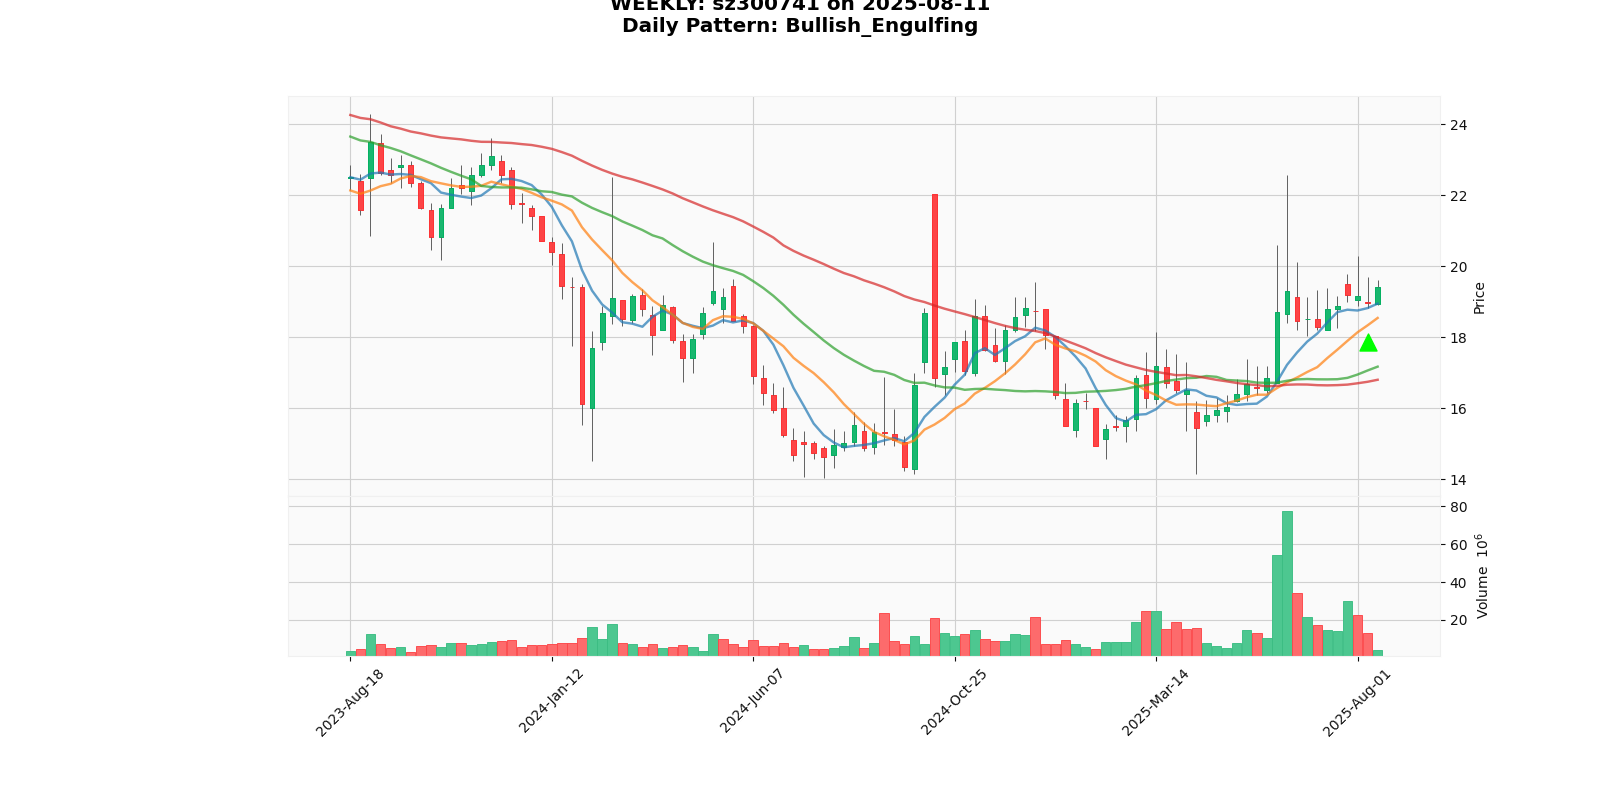 WEEKLY: sz300741 on 2025-08-11
Daily Pattern: Bullish_Engulfing
24
22
20
18
16
14
Price
80
60
40
20
Volume 10^6
2023-Aug-18
2024-Jan-12
2024-Jun-07
2024-Oct-25
2025-Mar-14
2025-Aug-01